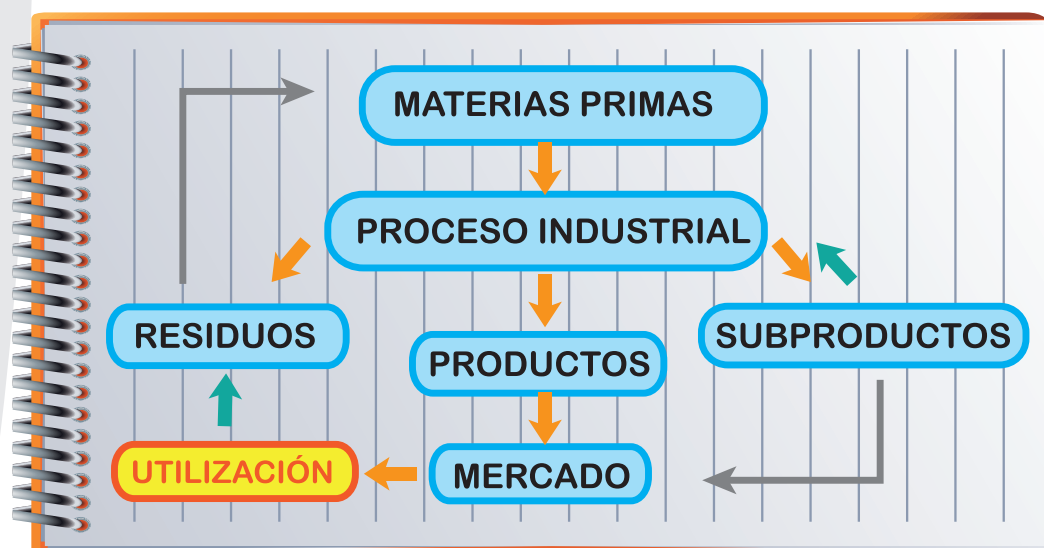 MATERIAS PRIMAS
PROCESO INDUSTRIAL
RESIDUOS
SUBPRODUCTOS
PRODUCTOS
UTILIZACIÓN
MERCADO